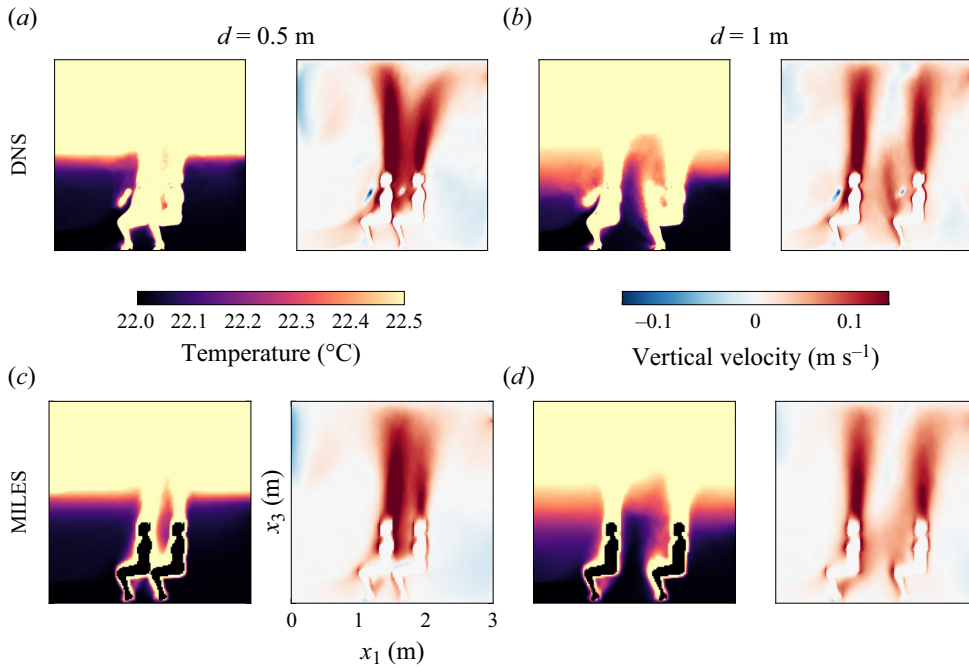 (a)
d = 0.5 m
(b)
d = 1 m
DNS
22.0 22.1 22.2 22.3 22.4 22.5
Temperature (°C)
–0.1 0 0.1
Vertical velocity (m s⁻¹)
(c)
(d)
MILES
x₃ (m)
0 1 2 3
x₁ (m)